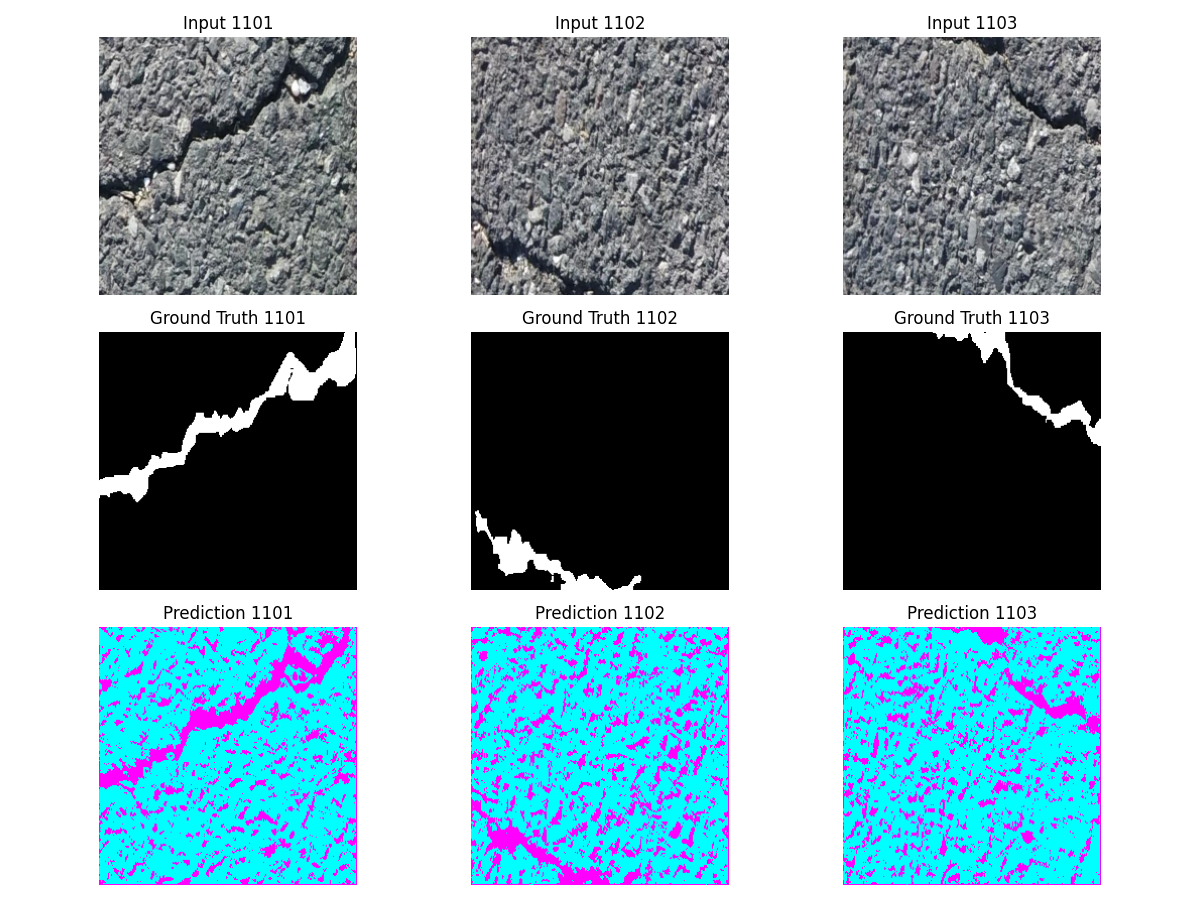 Input 1101
Input 1102
Input 1103
Ground Truth 1101
Ground Truth 1102
Ground Truth 1103
Prediction 1101
Prediction 1102
Prediction 1103